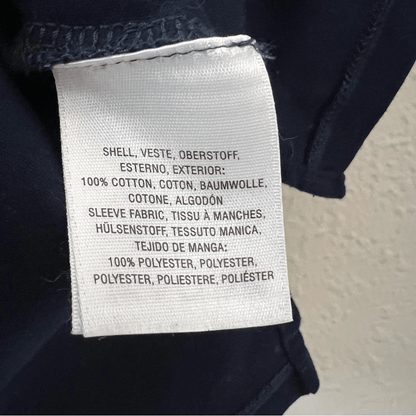 SHELL, VESTE, OBERSTOFF,
ESTERNO, EXTERIOR:
100% COTTON, COTON, BAUMWOLLE,
COTONE, ALGODÓN
SLEEVE FABRIC, TISSU À MANCHES,
HÜLSENSTOFF, TESSUTO MANICA,
TEJIDO DE MANGA:
100% POLYESTER, POLYESTER,
POLYESTER, POLIESTERE, POLIÉSTER